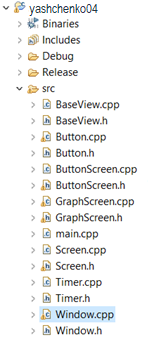 yashchenko04
Binaries
Includes
Debug
Release
src
BaseView.cpp
BaseView.h
Button.cpp
Button.h
ButtonScreen.cpp
ButtonScreen.h
GraphScreen.cpp
GraphScreen.h
main.cpp
Screen.cpp
Screen.h
Timer.cpp
Timer.h
Window.cpp
Window.h